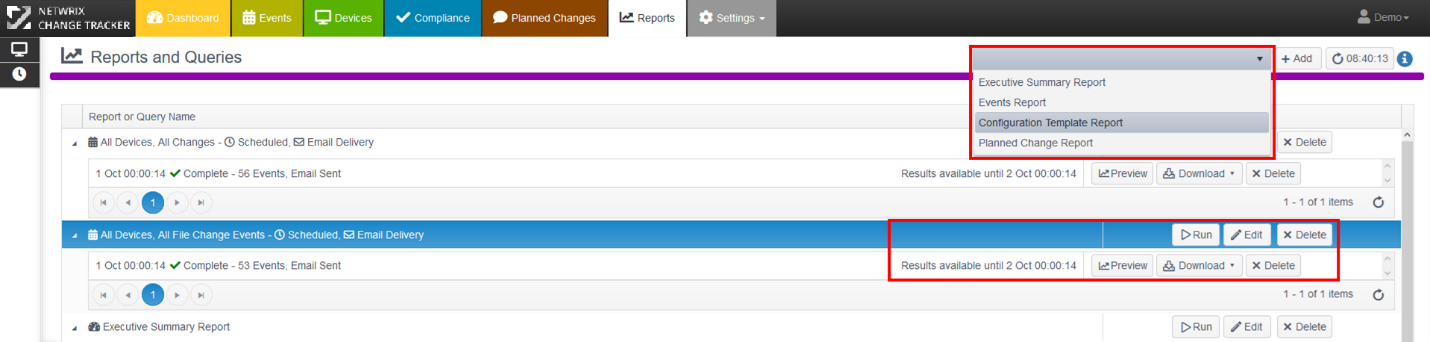 NETWRIX
CHANGE TRACKER
Dashboard
Events
Devices
Compliance
Planned Changes
Reports
Settings
Demo
Reports and Queries
Add
08:40:13
Executive Summary Report
Events Report
Configuration Template Report
Planned Change Report
Report or Query Name
All Devices, All Changes - Scheduled, Email Delivery
Delete
1 Oct 00:00:14 Complete - 56 Events, Email Sent
Results available until 2 Oct 00:00:14
Preview
Download
Delete
1
1 - 1 of 1 items
All Devices, All File Change Events - Scheduled, Email Delivery
Run
Edit
Delete
1 Oct 00:00:14 Complete - 53 Events, Email Sent
Results available until 2 Oct 00:00:14
Preview
Download
Delete
1
1 - 1 of 1 items
Executive Summary Report
Run
Edit
Delete